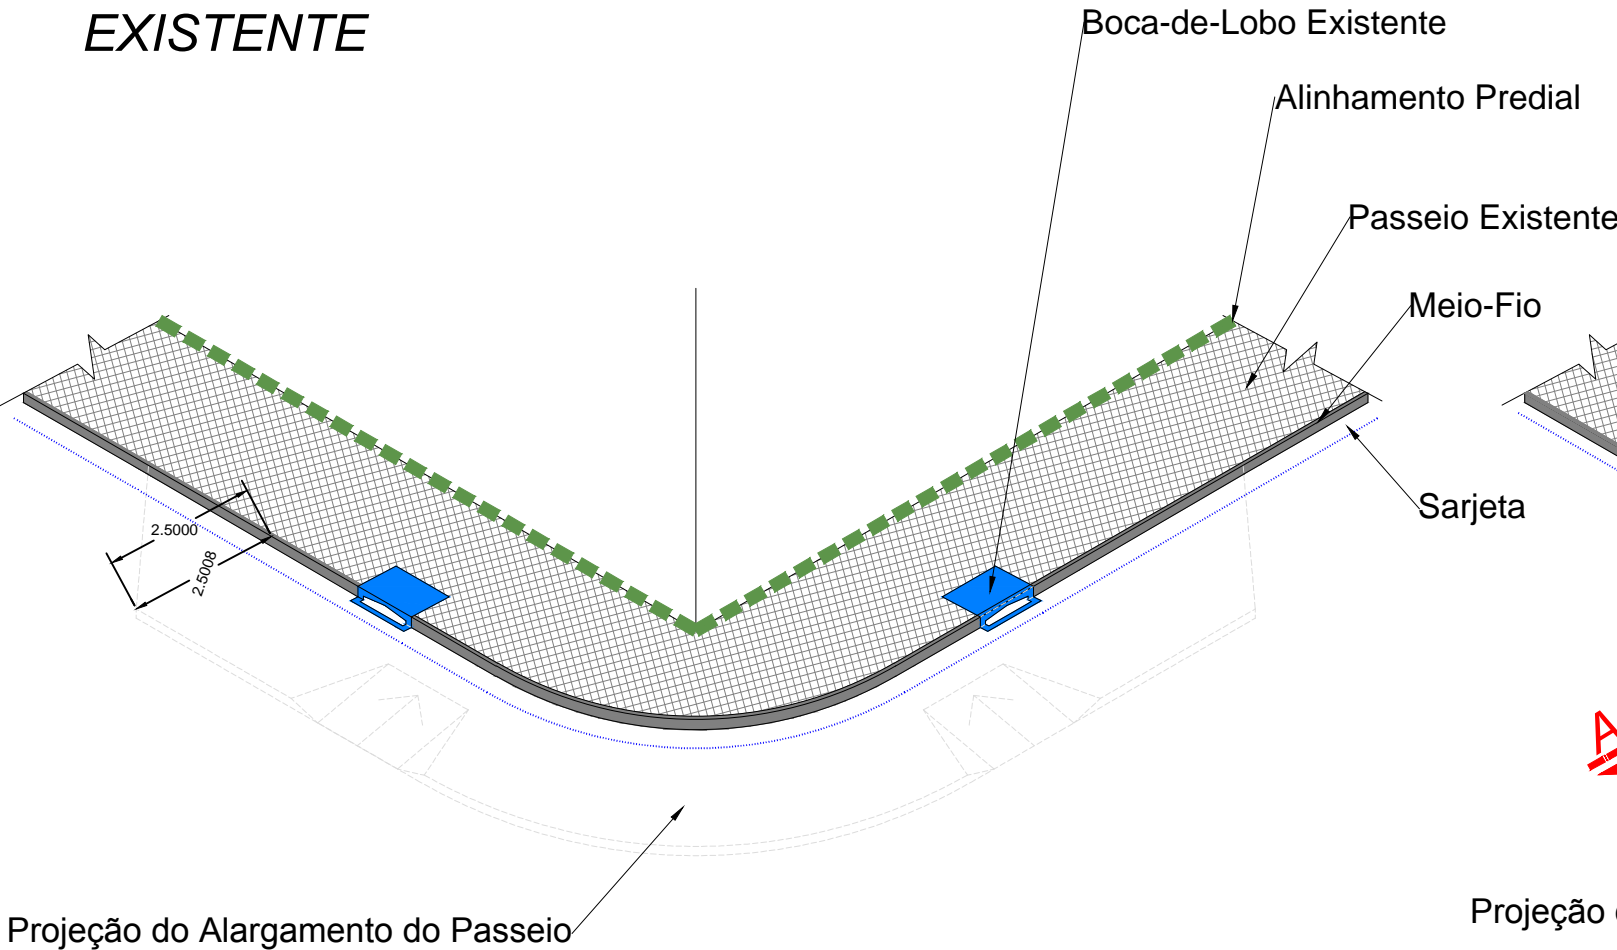 EXISTENTE
Boca-de-Lobo Existente
Alinhamento Predial
Passeio Existente
Meio-Fio
Sarjeta
2.5000
2.5008
A
Projeção do Alargamento do Passeio
Projeção